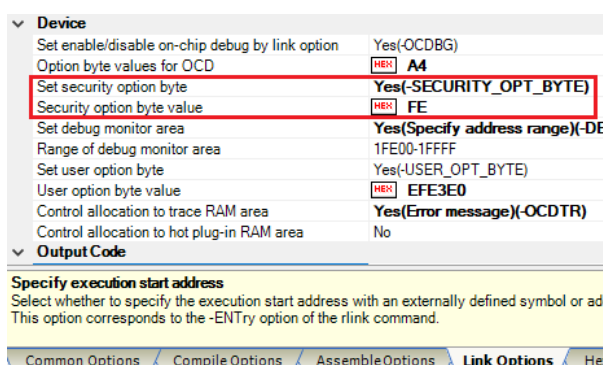 Device
Set enable/disable on-chip debug by link option Yes(-OCDBG)
Option byte values for OCD HEX A4
Set security option byte Yes(-SECURITY_OPT_BYTE)
Security option byte value HEX FE
Set debug monitor area Yes(Specify address range)(-DE
Range of debug monitor area 1FE00-1FFFF
Set user option byte Yes(-USER_OPT_BYTE)
User option byte value HEX EFE3E0
Control allocation to trace RAM area Yes(Error message)(-OCDTR)
Control allocation to hot plug-in RAM area No
Output Code
Specify execution start address
Select whether to specify the execution start address with an externally defined symbol or ad
This option corresponds to the -ENTry option of the rlink command.
Common Options Compile Options Assemble Options Link Options He